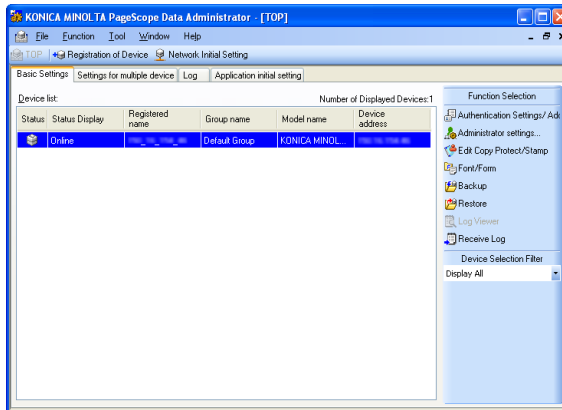 KONICA MINOLTA PageScope Data Administrator - [TOP]
File Function Tool Window Help
TOP Registration of Device Network Initial Setting
Basic Settings Settings for multiple device Log Application initial setting
Device list: Number of Displayed Devices:1
Status Status Display Registered name Group name Model name Device address
Online Default Group KONICA MINOL...
Function Selection
Authentication Settings/Add
Administrator settings...
Edit Copy Protect/Stamp
Font/Form
Backup
Restore
Log Viewer
Receive Log
Device Selection Filter
Display All